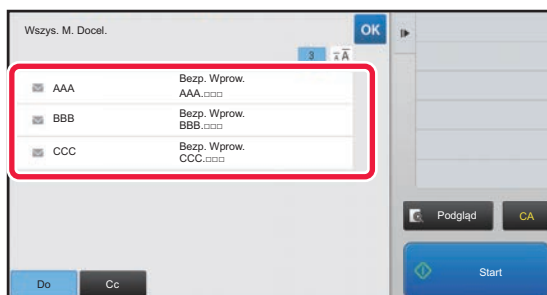 Wszys. M. Docel.
OK
3
A A
AAA
Bezp. Wprow.
AAA.□□□
BBB
Bezp. Wprow.
BBB.□□□
CCC
Bezp. Wprow.
CCC.□□□
Podgląd
CA
Do
Cc
Start